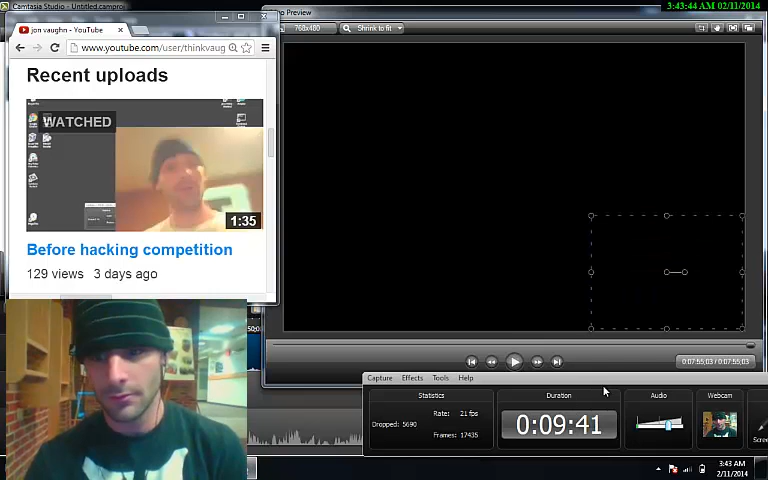 Camtasia Studio - Untitled.camproj
3:43:44 AM 02/11/2014
jon vaughn - YouTube
Preview
https://www.youtube.com/user/thinkvaug
768x480
Shrink to fit
Recent uploads
WATCHED
1:35
Before hacking competition
129 views 3 days ago
0:07:55;03 / 0:07:55;03
Capture Effects Tools Help
Statistics
Duration
Audio
Webcam
Rate: 21 fps
Dropped: 5690
Frames: 17435
0:09:41
3:43 AM
2/11/2014